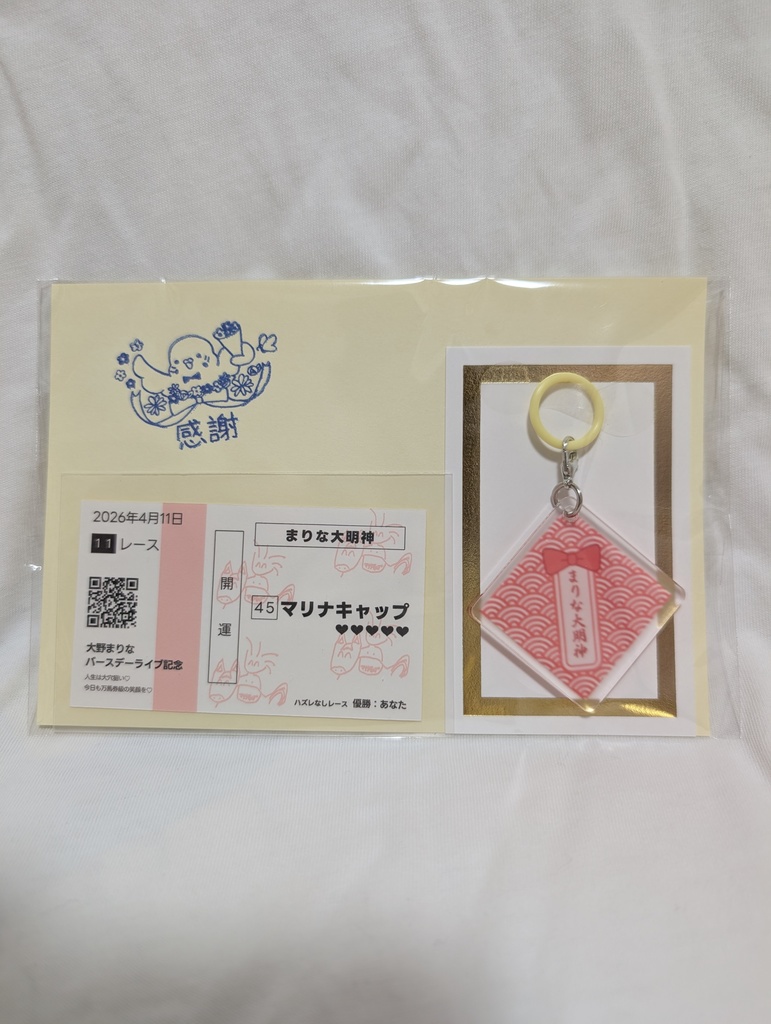 感謝
2026年4月11日
11 レース
大野まりな
バースデーライブ記念
人生は大穴狙い♡
今日も万馬券級の笑顔を♡
開運
まりな大明神
45 マリナキャップ
♥♥♥♥♥
ハズレなしレース 優勝：あなた
まりな大明神